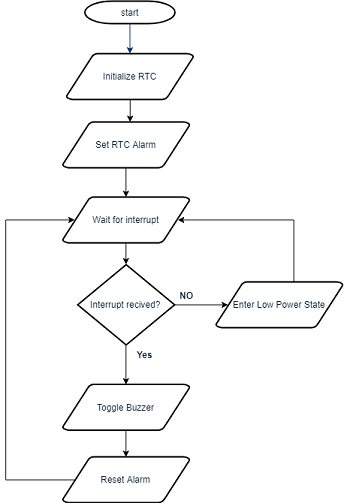 start
Initialize RTC
Set RTC Alarm
Wait for interrupt
Interrupt recived?
NO
Enter Low Power State
Yes
Toggle Buzzer
Reset Alarm